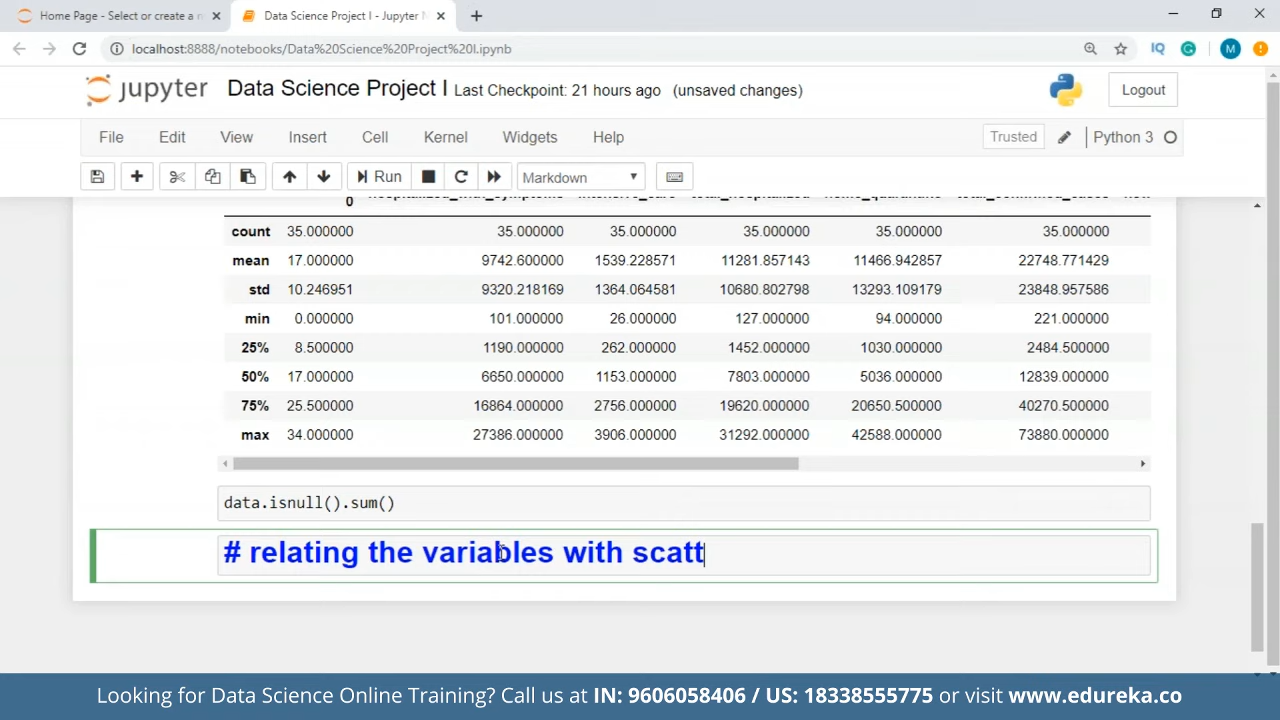 Home Page - Select or create a n
Data Science Project I - Jupyter N
localhost:8888/notebooks/Data%20Science%20Project%20I.ipynb
IQ
M
jupyter
Data Science Project I Last Checkpoint: 21 hours ago (unsaved changes)
Logout
File Edit View Insert Cell Kernel Widgets Help
Trusted
Python 3
Run
Markdown
0
count 35.000000 35.000000 35.000000 35.000000 35.000000 35.000000
mean 17.000000 9742.600000 1539.228571 11281.857143 11466.942857 22748.771429
std 10.246951 9320.218169 1364.064581 10680.802798 13293.109179 23848.957586
min 0.000000 101.000000 26.000000 127.000000 94.000000 221.000000
25% 8.500000 1190.000000 262.000000 1452.000000 1030.000000 2484.500000
50% 17.000000 6650.000000 1153.000000 7803.000000 5036.000000 12839.000000
75% 25.500000 16864.000000 2756.000000 19620.000000 20650.500000 40270.500000
max 34.000000 27386.000000 3906.000000 31292.000000 42588.000000 73880.000000
data.isnull().sum()
# relating the variables with scatt
Looking for Data Science Online Training? Call us at IN: 9606058406 / US: 18338555775 or visit www.edureka.co